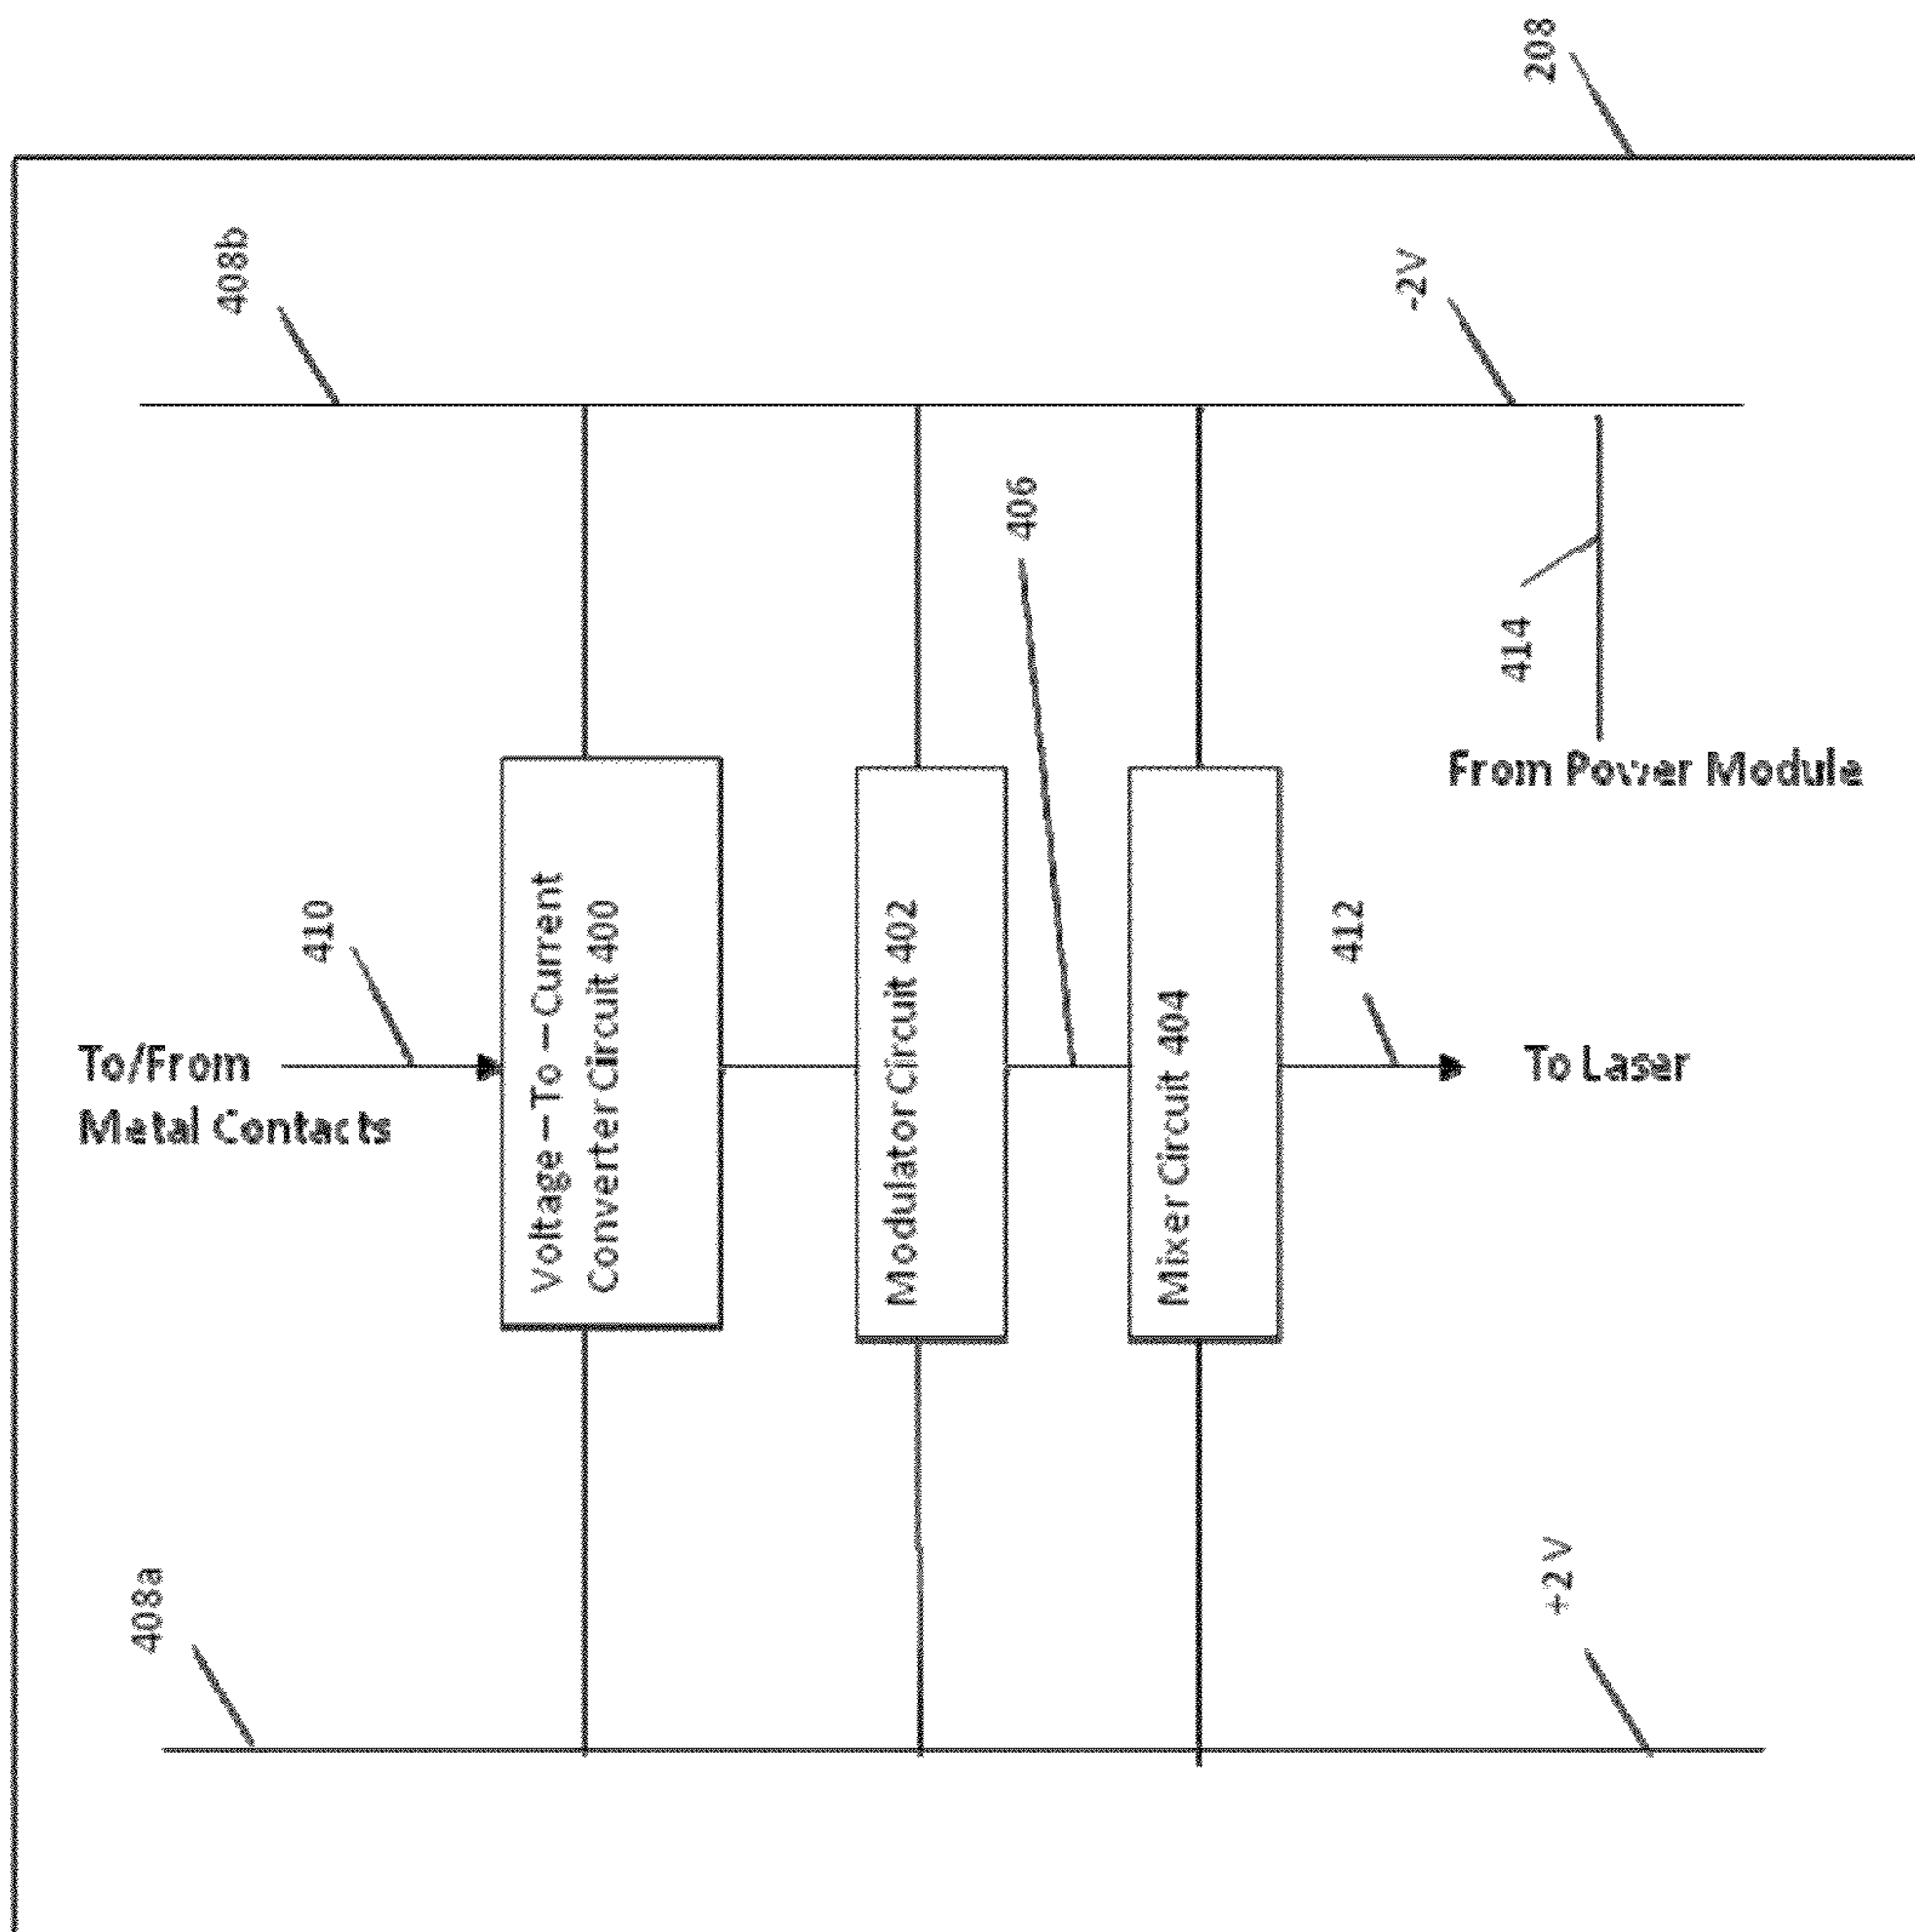 208
408b
-2V
406
414
From Power Module
410
Voltage – To – Current
Converter Circuit 400
Modulator Circuit 402
Mixer Circuit 404
412
To/From
Metal Contacts
To Laser
408a
+2 V